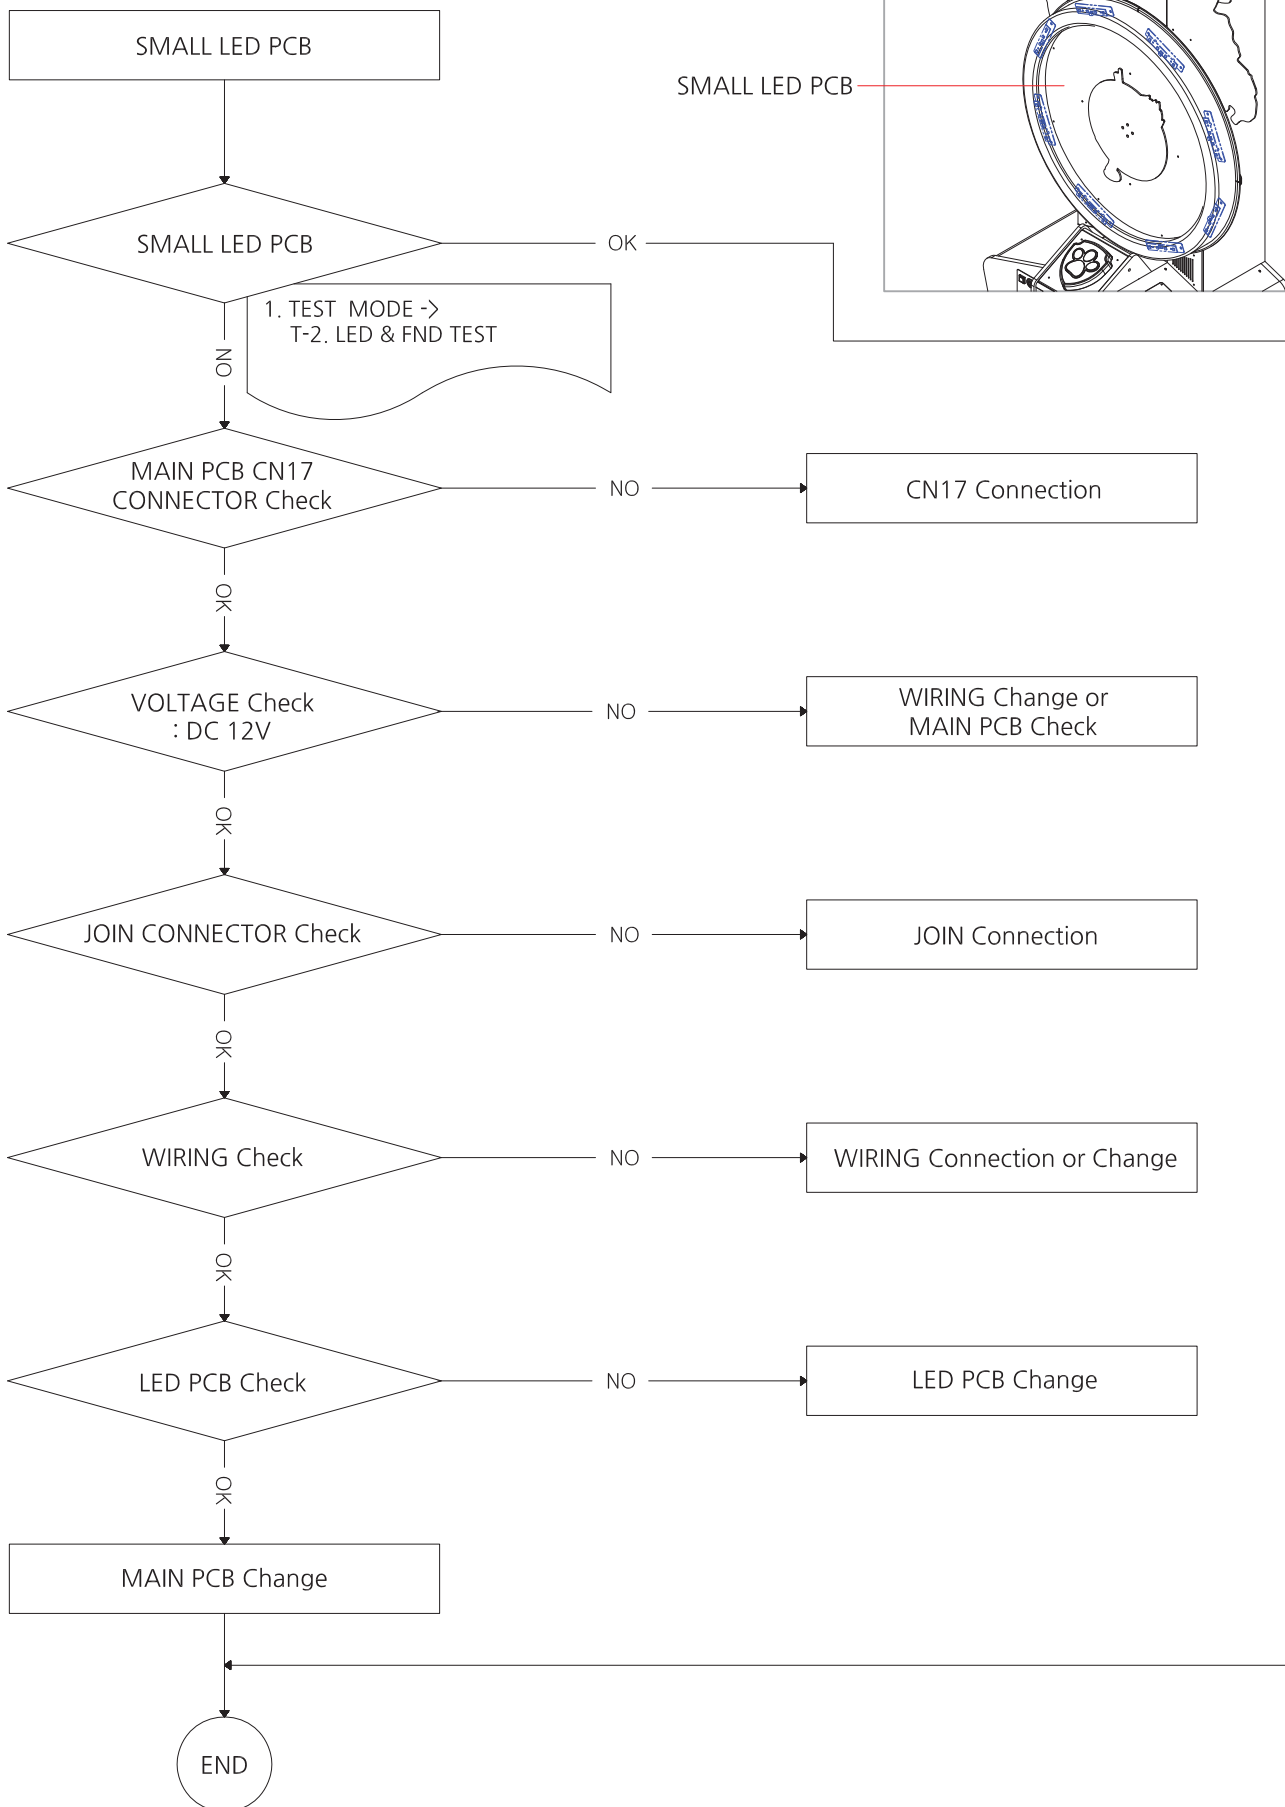 SMALL LED PCB
SMALL LED PCB
SMALL LED PCB
OK
1. TEST MODE ->
T-2. LED & FND TEST
NO
MAIN PCB CN17
CONNECTOR Check
NO
CN17 Connection
OK
VOLTAGE Check
: DC 12V
NO
WIRING Change or
MAIN PCB Check
OK
JOIN CONNECTOR Check
NO
JOIN Connection
OK
WIRING Check
NO
WIRING Connection or Change
OK
LED PCB Check
NO
LED PCB Change
OK
MAIN PCB Change
END